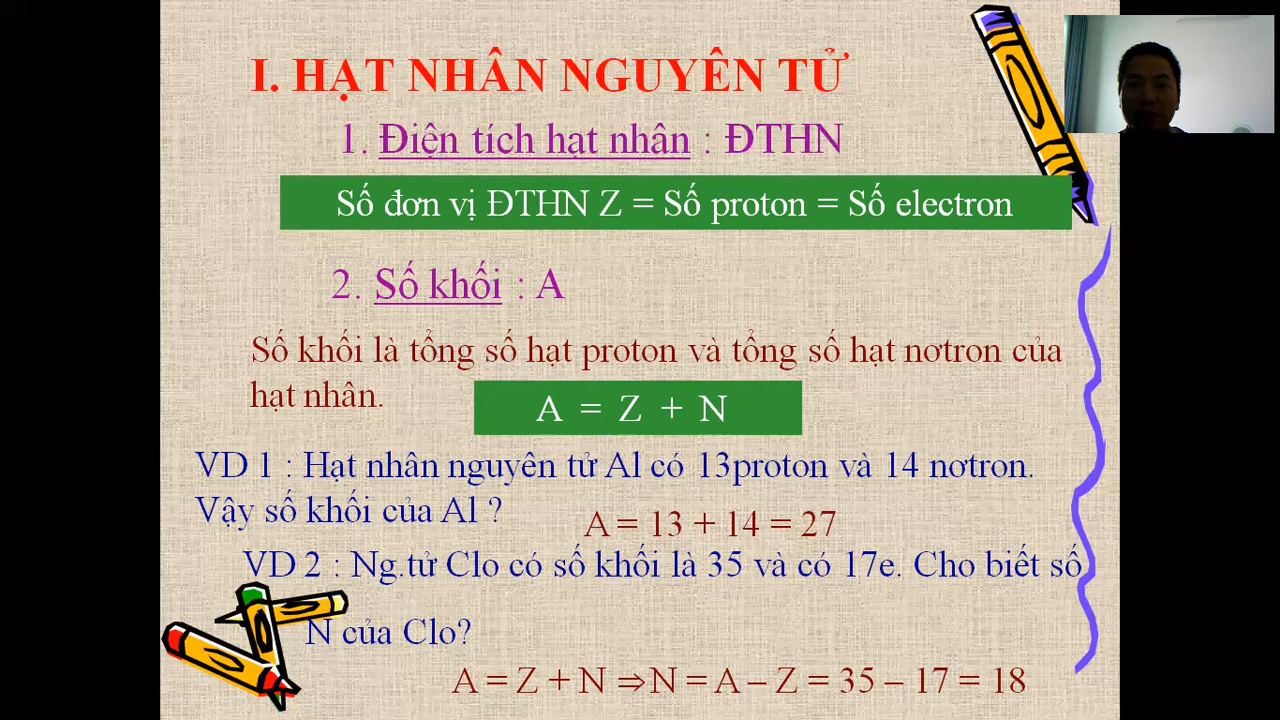 I. HẠT NHÂN NGUYÊN TỬ
1. Điện tích hạt nhân : ĐTHN
Số đơn vị ĐTHN Z = Số proton = Số electron
2. Số khối : A
Số khối là tổng số hạt proton và tổng số hạt nơtron của
hạt nhân.
A = Z + N
VD 1 : Hạt nhân nguyên tử Al có 13proton và 14 nơtron.
Vậy số khối của Al ?
A = 13 + 14 = 27
VD 2 : Ng.tử Clo có số khối là 35 và có 17e. Cho biết số
N của Clo?
A = Z + N ⇒ N = A – Z = 35 – 17 = 18